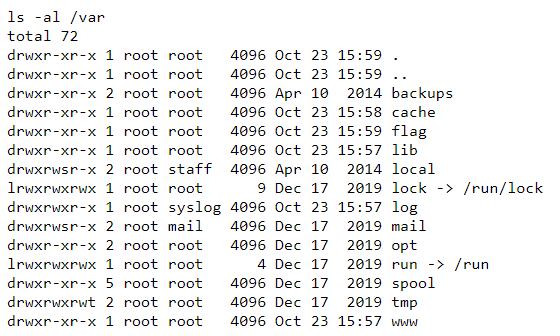 ls -al /var
total 72
drwxr-xr-x 1 root root   4096 Oct 23 15:59 .
drwxr-xr-x 1 root root   4096 Oct 23 15:59 ..
drwxr-xr-x 2 root root   4096 Apr 10  2014 backups
drwxr-xr-x 1 root root   4096 Oct 23 15:58 cache
drwxr-xr-x 1 root root   4096 Oct 23 15:59 flag
drwxr-xr-x 1 root root   4096 Oct 23 15:57 lib
drwxrwsr-x 2 root staff  4096 Apr 10  2014 local
lrwxrwxrwx 1 root root      9 Dec 17  2019 lock -> /run/lock
drwxrwxr-x 1 root syslog 4096 Oct 23 15:57 log
drwxrwsr-x 2 root mail   4096 Dec 17  2019 mail
drwxr-xr-x 2 root root   4096 Dec 17  2019 opt
lrwxrwxrwx 1 root root      4 Dec 17  2019 run -> /run
drwxr-xr-x 5 root root   4096 Dec 17  2019 spool
drwxrwxrwt 2 root root   4096 Dec 17  2019 tmp
drwxr-xr-x 1 root root   4096 Oct 23 15:57 www